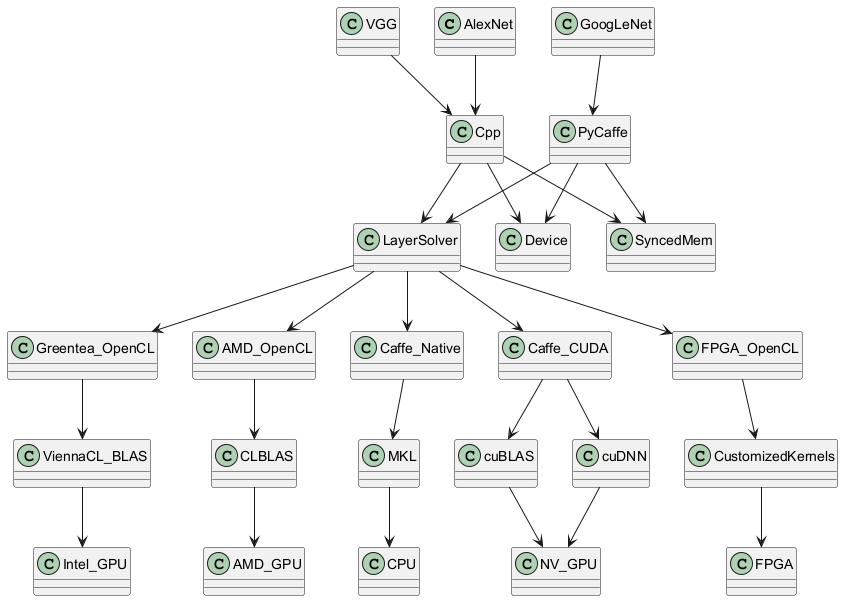 C VGG
C AlexNet
C GoogLeNet
C Cpp
C PyCaffe
C LayerSolver
C Device
C SyncedMem
C Greentea_OpenCL
C AMD_OpenCL
C Caffe_Native
C Caffe_CUDA
C FPGA_OpenCL
C ViennaCL_BLAS
C CLBLAS
C MKL
C cuBLAS
C cuDNN
C CustomizedKernels
C Intel_GPU
C AMD_GPU
C CPU
C NV_GPU
C FPGA